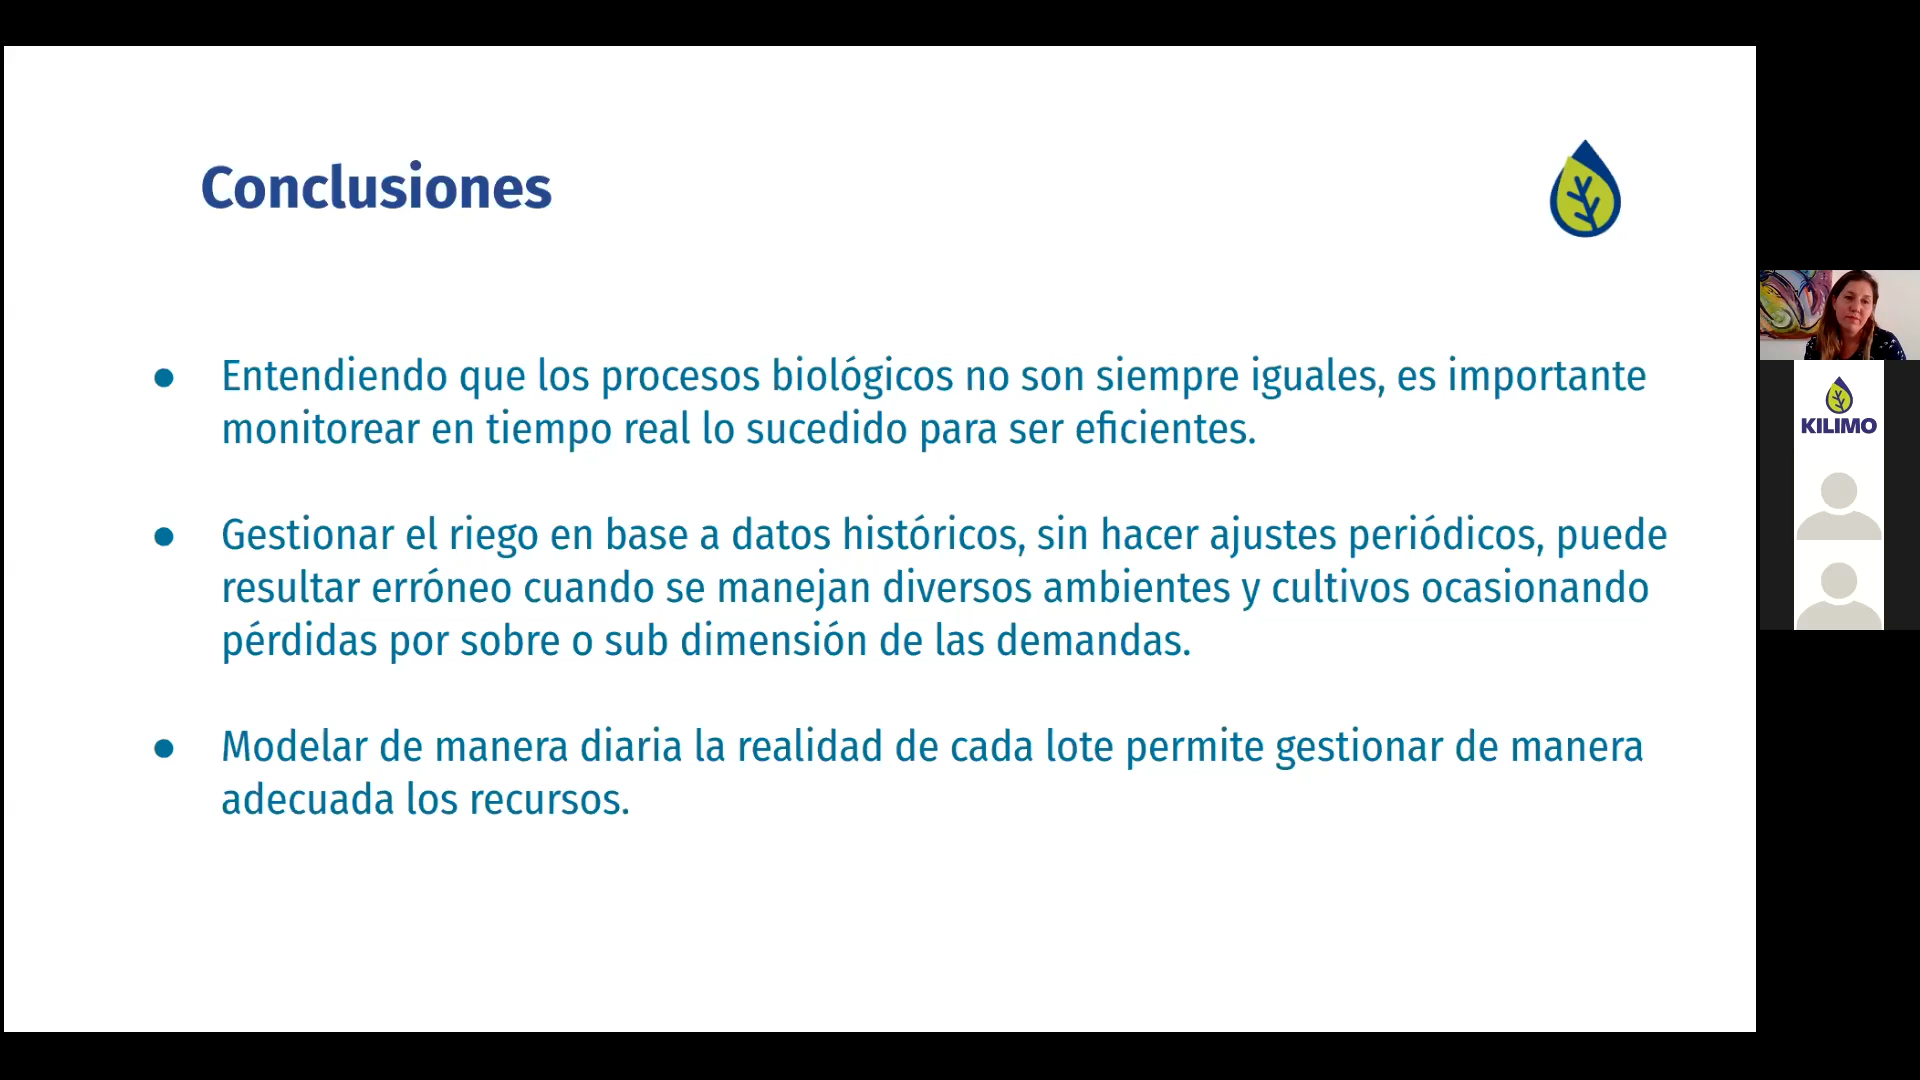 Conclusiones
● Entendiendo que los procesos biológicos no son siempre iguales, es importante
monitorear en tiempo real lo sucedido para ser eficientes.
● Gestionar el riego en base a datos históricos, sin hacer ajustes periódicos, puede
resultar erróneo cuando se manejan diversos ambientes y cultivos ocasionando
pérdidas por sobre o sub dimensión de las demandas.
● Modelar de manera diaria la realidad de cada lote permite gestionar de manera
adecuada los recursos.
KILIMO